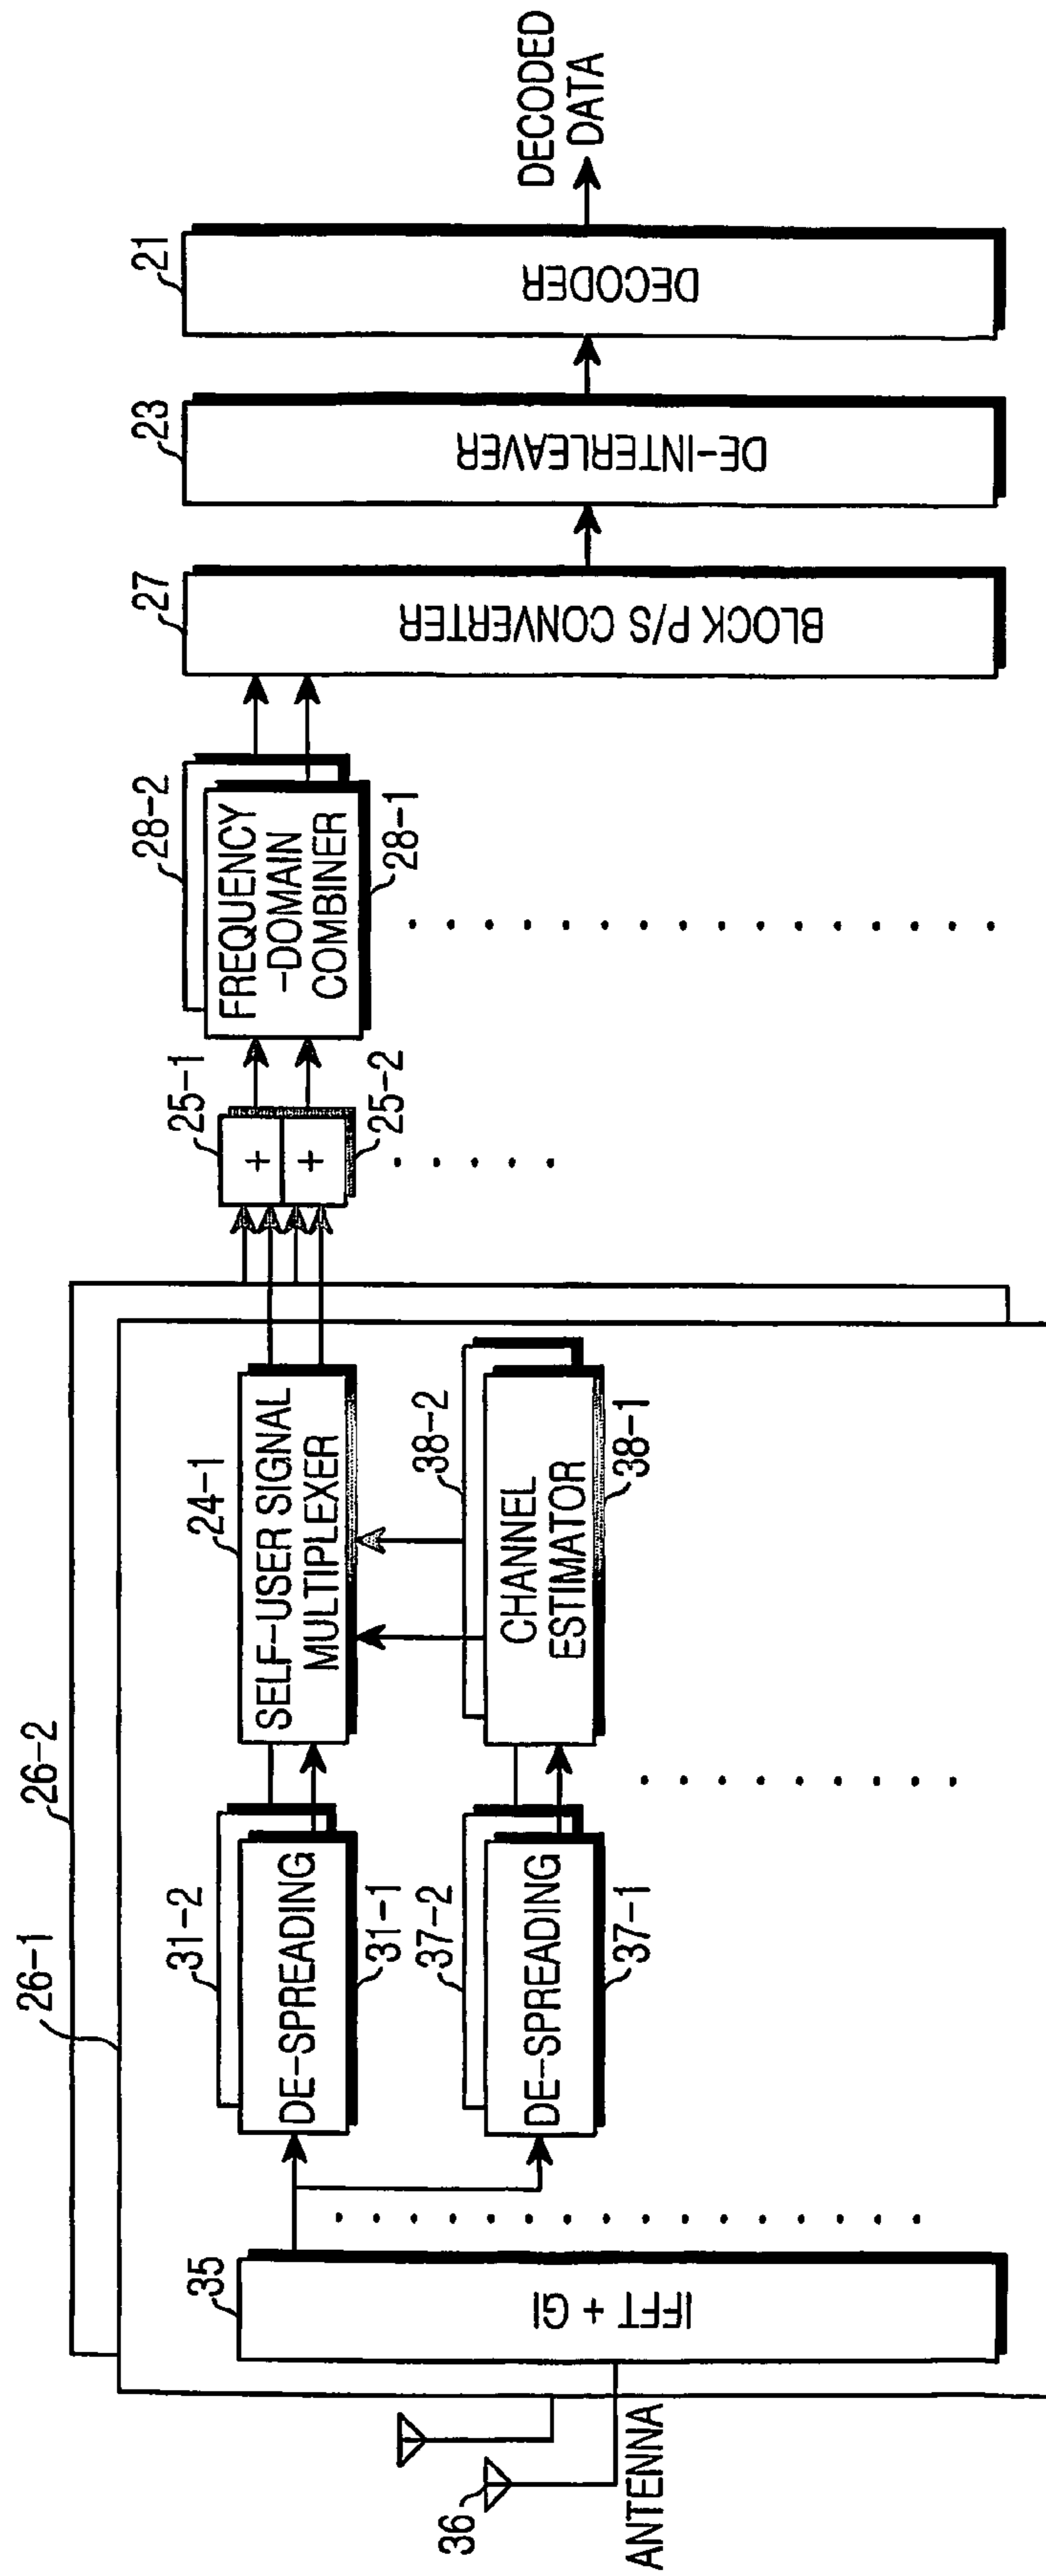 26-1
26-2
36
ANTENNA
35
IFFT + GI
31-2
DE-SPREADING
31-1
37-2
DE-SPREADING
37-1
24-1
SELF-USER SIGNAL
MULTIPLEXER
38-2
CHANNEL
ESTIMATOR
38-1
25-1
+
+
25-2
28-2
FREQUENCY
-DOMAIN
COMBINER
28-1
27
BLOCK P/S CONVERTER
23
DE-INTERLEAVER
21
DECODER
DECODED
DATA